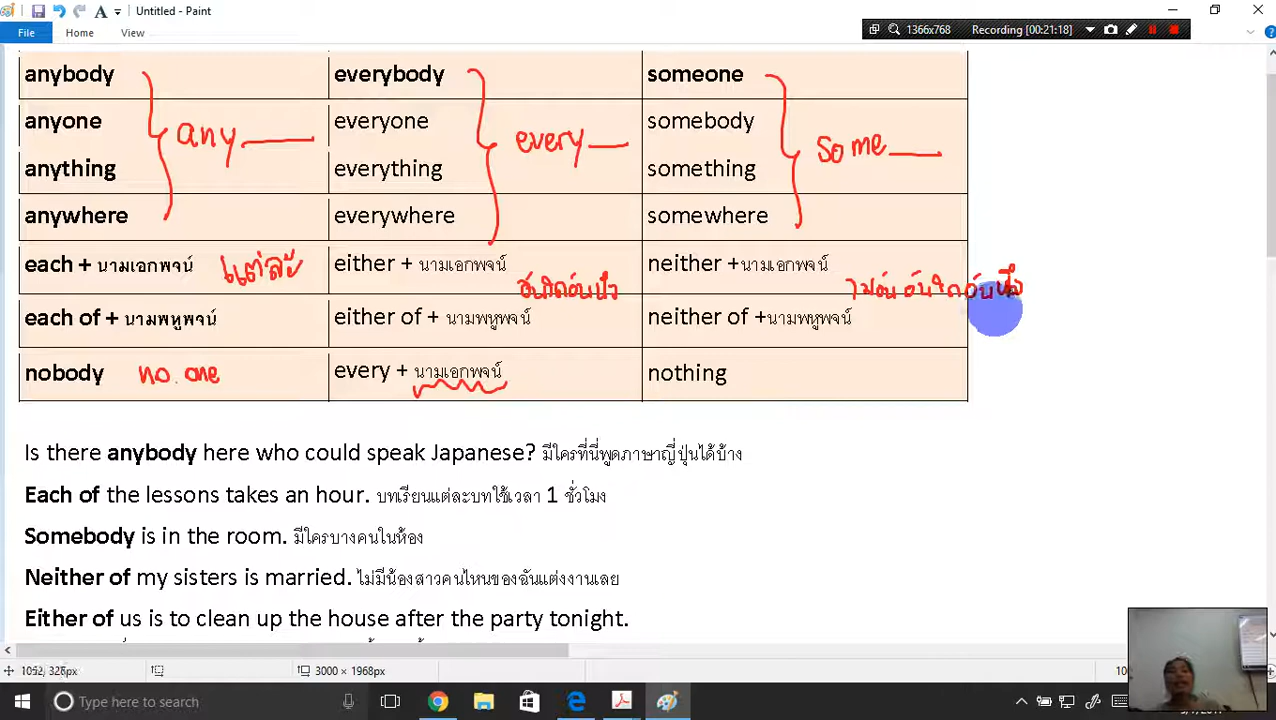 Untitled - Paint
1366x768 Recording [00:21:18]
File Home View
anybody everybody someone
anyone everyone somebody
any every some
anything everything something
anywhere everywhere somewhere
each + นามเอกพจน์ แต่ละ either + นามเอกพจน์ neither +นามเอกพจน์
each of + นามพหูพจน์ either of + นามพหูพจน์ neither of +นามพหูพจน์
nobody no one every + นามเอกพจน์ nothing
Is there anybody here who could speak Japanese? มีใครที่นี่พูดภาษาญี่ปุ่นได้บ้าง
Each of the lessons takes an hour. บทเรียนแต่ละบทใช้เวลา 1 ชั่วโมง
Somebody is in the room. มีใครบางคนในห้อง
Neither of my sisters is married. ไม่มีน้องสาวคนไหนของฉันแต่งงานเลย
Either of us is to clean up the house after the party tonight.
3000 × 1968px
Type here to search